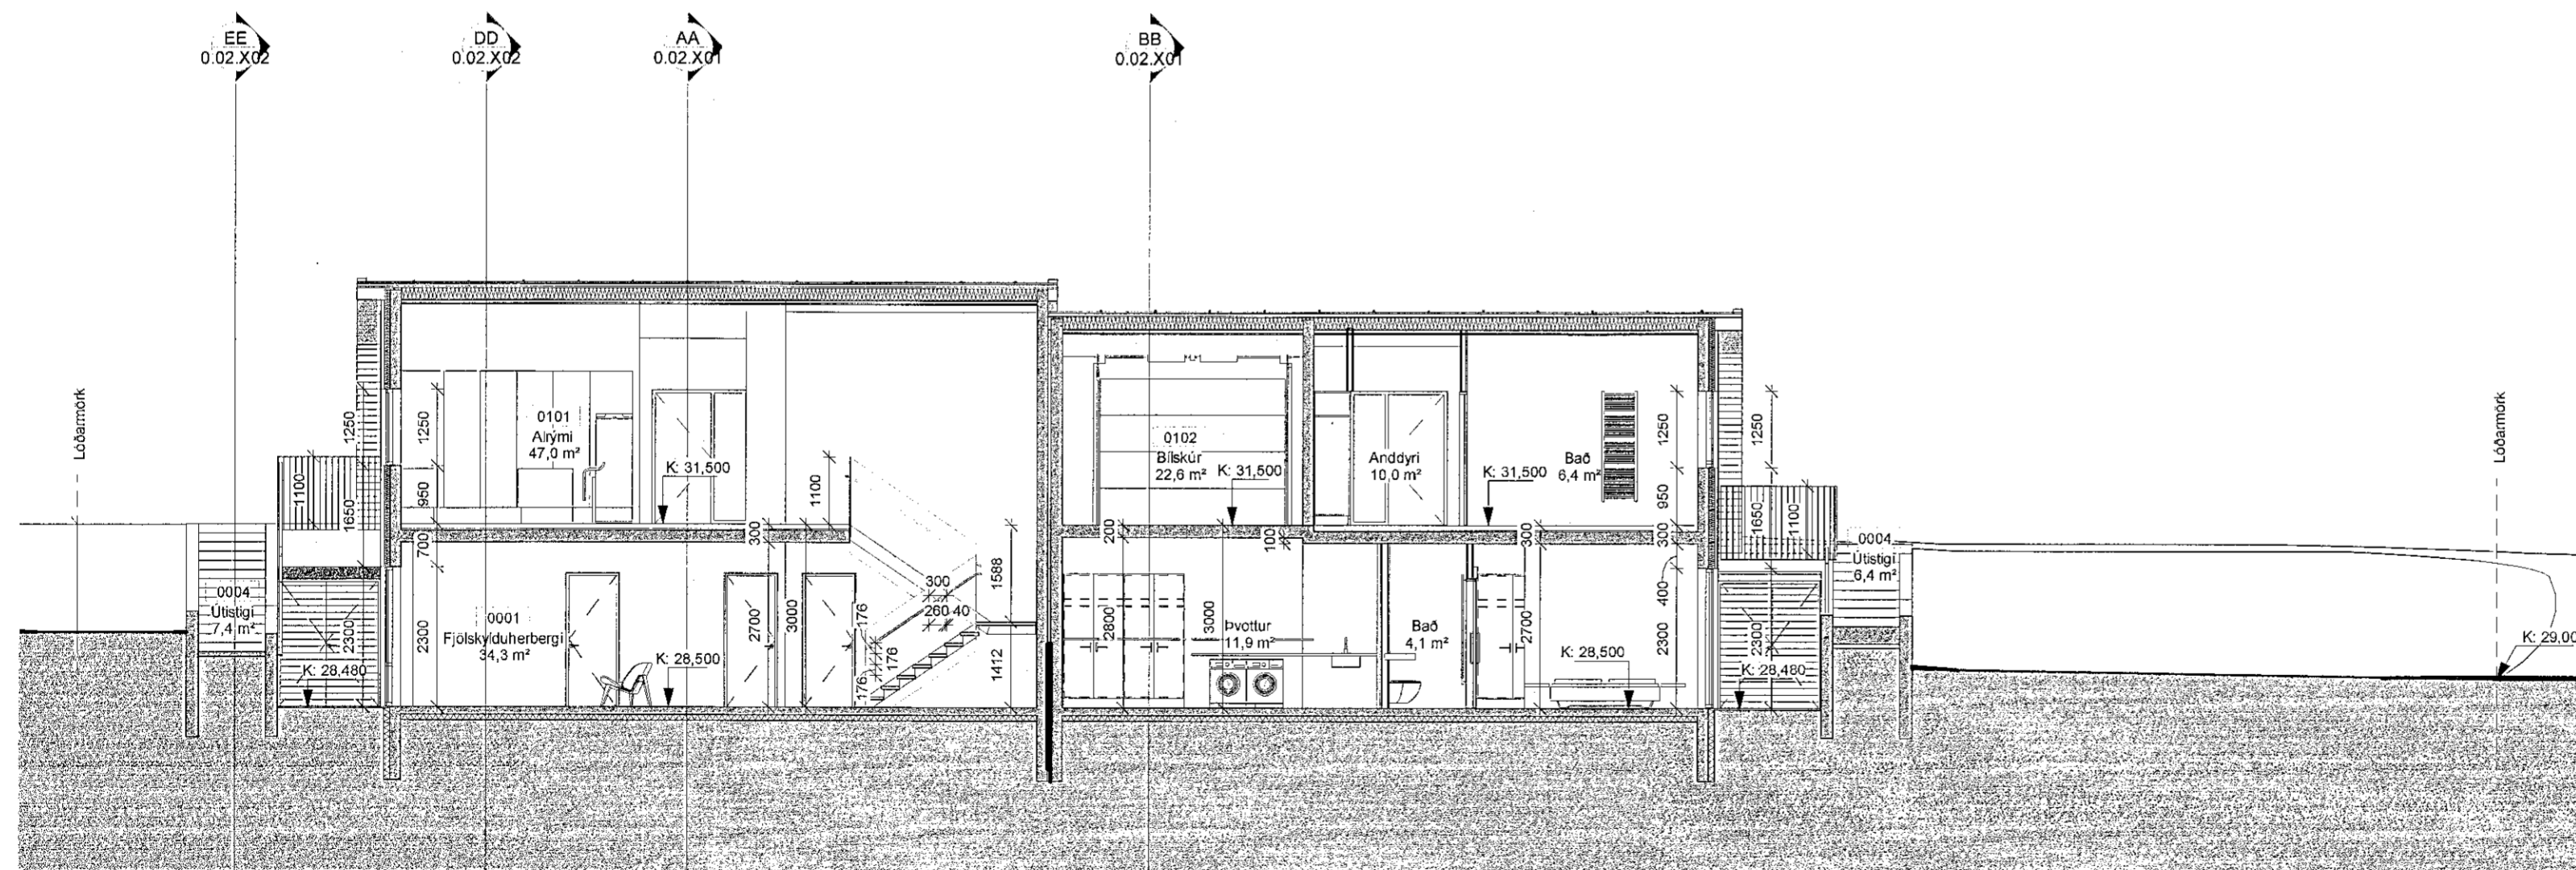 EE
0.02.X02
DD
0.02.X02
AA
0.02.X01
BB
0.02.X01
Lóðamörk
Lóðamörk
1250
1250
0101
Alrými
47,0 m²
K: 31,500
1100
950
1650
1100
700
300
0102
Bílskúr
22,6 m²
K: 31,500
Anddyri
10,0 m²
K: 31,500
Bað
6,4 m²
1250
1250
950
1650
1100
200
100
300
300
0004
Útistigi
7,4 m²
2300
K: 28,480
2300
0001
Fjölskylduherbergi
34,3 m²
K: 28,500
2700
3000
176
176
176
300
260 40
1588
1412
2800
3000
Þvottur
11,9 m²
Bað
4,1 m²
2700
K: 28,500
400
2300
2300
K: 28,480
0004
Útistigi
6,4 m²
K: 29,00